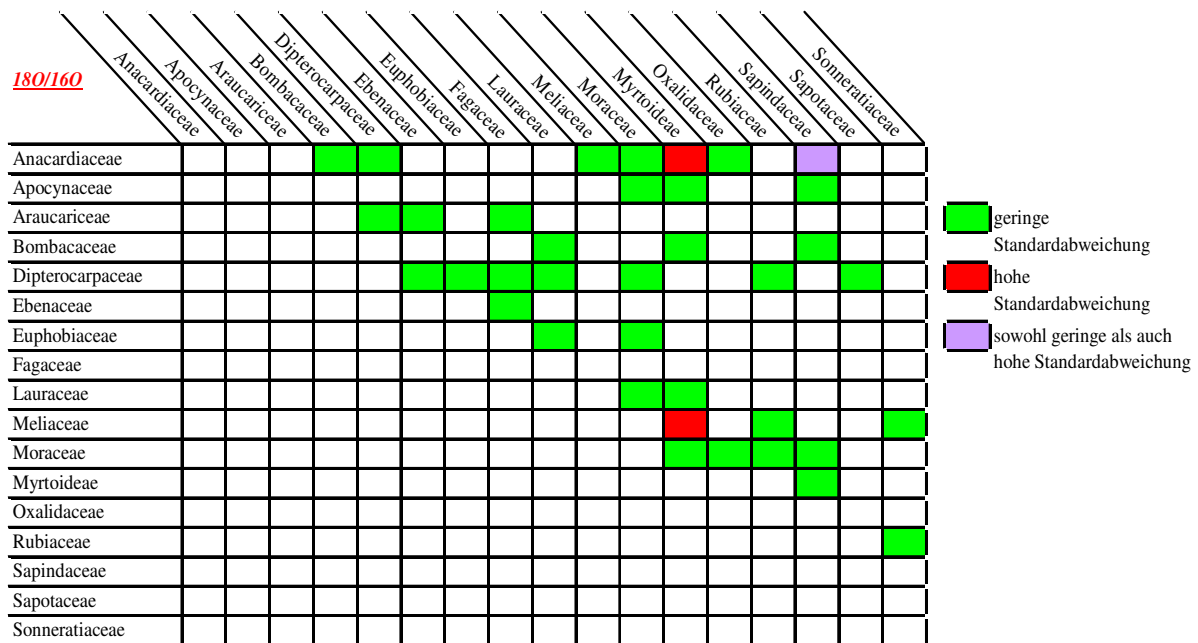 18O/16O
Anacardiaceae
Apocynaceae
Araucariceae
Bombacaceae
Dipterocarpaceae
Ebenaceae
Euphobiaceae
Fagaceae
Lauraceae
Meliaceae
Moraceae
Myrtoideae
Oxalidaceae
Rubiaceae
Sapindaceae
Sapotaceae
Sonneratiaceae
Anacardiaceae
Apocynaceae
Araucariceae
Bombacaceae
Dipterocarpaceae
Ebenaceae
Euphobiaceae
Fagaceae
Lauraceae
Meliaceae
Moraceae
Myrtoideae
Oxalidaceae
Rubiaceae
Sapindaceae
Sapotaceae
Sonneratiaceae
geringe
Standardabweichung
hohe
Standardabweichung
sowohl geringe als auch
hohe Standardabweichung